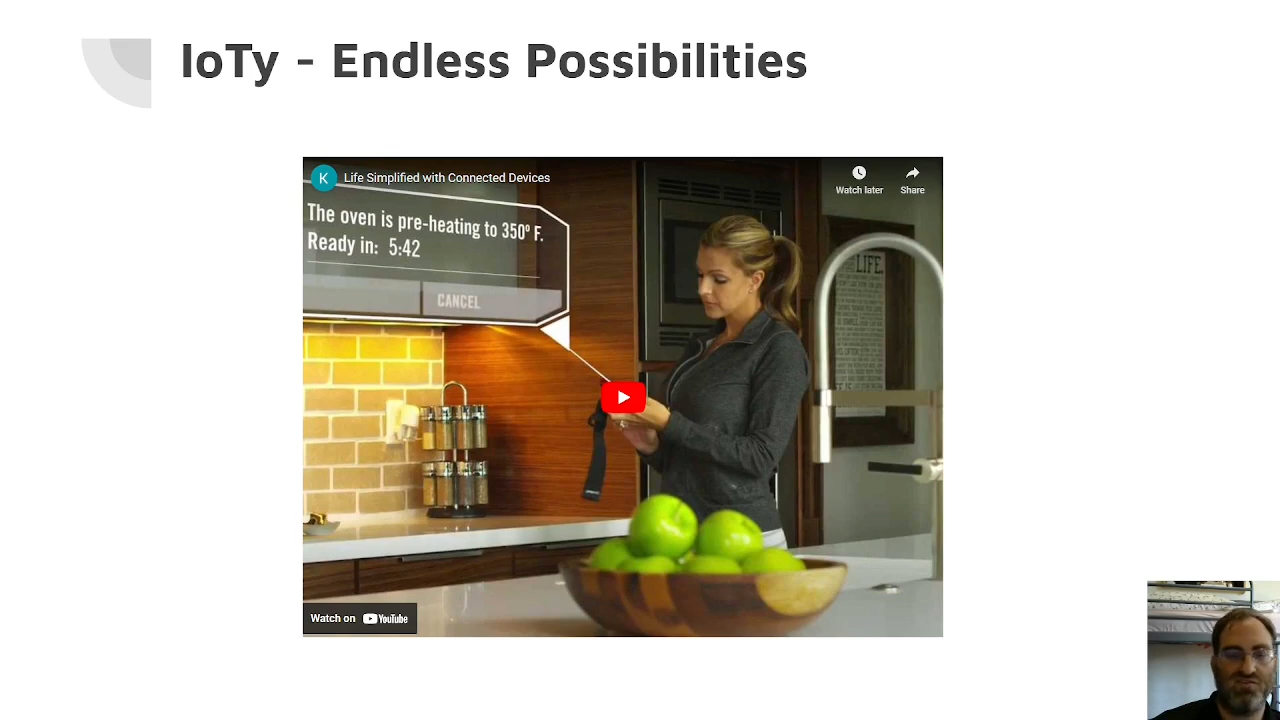 IoTy - Endless Possibilities
K
Life Simplified with Connected Devices
Watch later
Share
The oven is pre-heating to 350º F.
Ready in: 5:42
CANCEL
LIFE.
Watch on YouTube